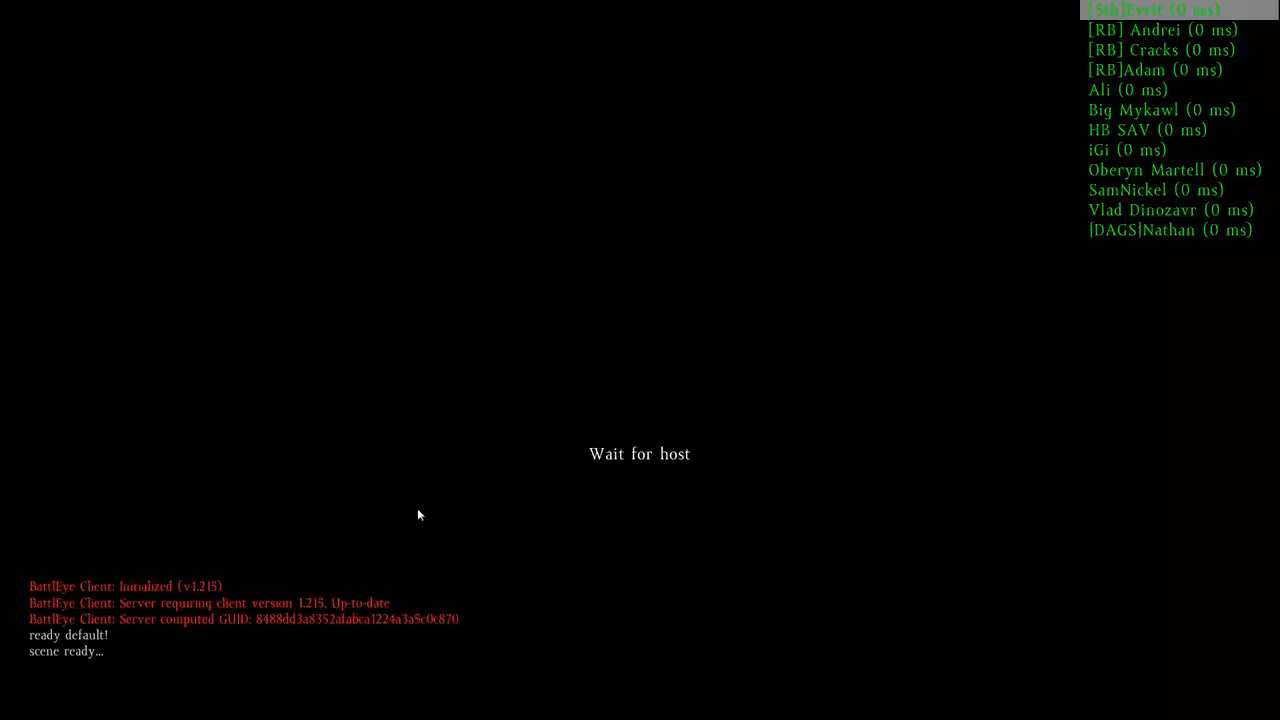 [5th]Evrit (0 ms)
[RB] Andrei (0 ms)
[RB] Cracks (0 ms)
[RB]Adam (0 ms)
Ali (0 ms)
Big Mykawl (0 ms)
HB SAV (0 ms)
iGi (0 ms)
Oberyn Martell (0 ms)
SamNickel (0 ms)
Vlad Dinozavr (0 ms)
{DAGS}Nathan (0 ms)
Wait for host
BattlEye Client: Initialized (v1.215)
BattlEye Client: Server requiring client version 1.215. Up-to-date
BattlEye Client: Server computed GUID: 8488dd3a8352afabca1224a3a5c0c870
ready default!
scene ready...